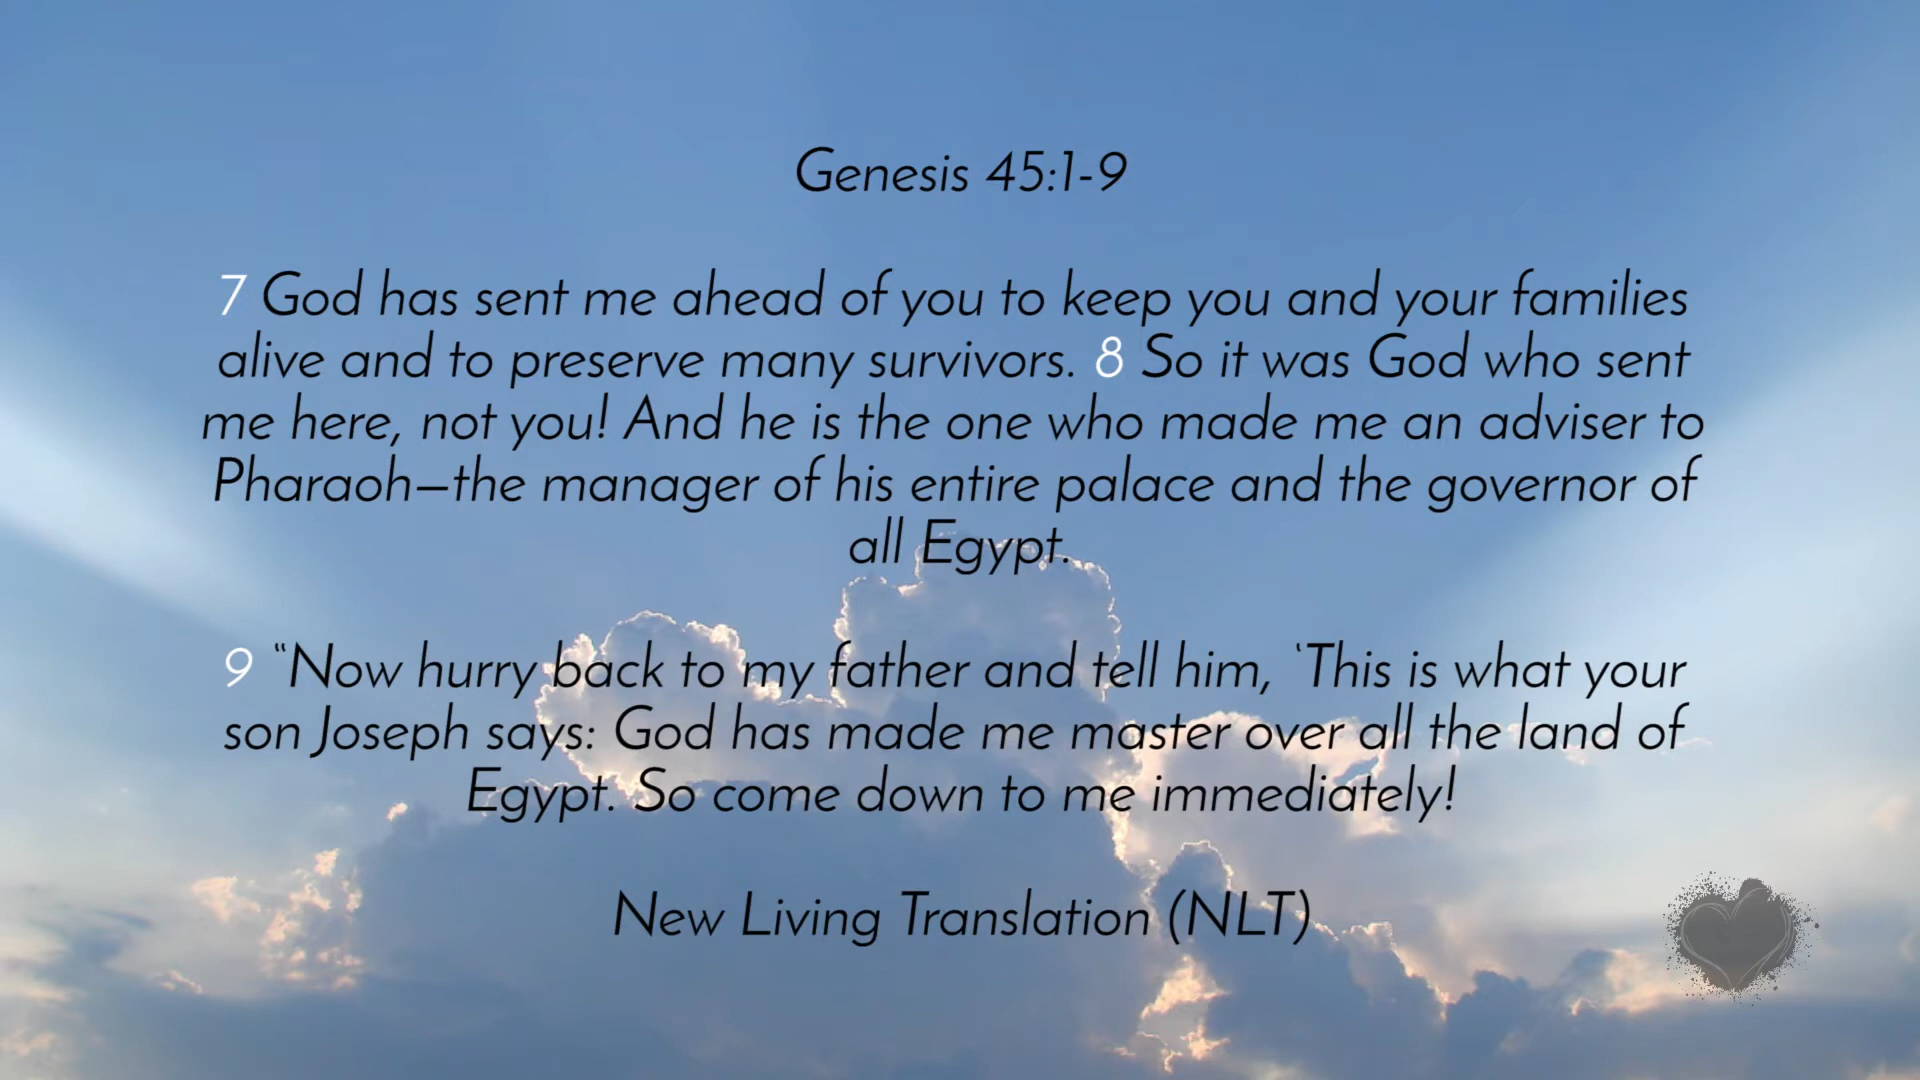 Genesis 45:1-9
7 God has sent me ahead of you to keep you and your families
alive and to preserve many survivors. 8 So it was God who sent
me here, not you! And he is the one who made me an adviser to
Pharaoh—the manager of his entire palace and the governor of
all Egypt.
9 “Now hurry back to my father and tell him, ‘This is what your
son Joseph says: God has made me master over all the land of
Egypt. So come down to me immediately!
New Living Translation (NLT)